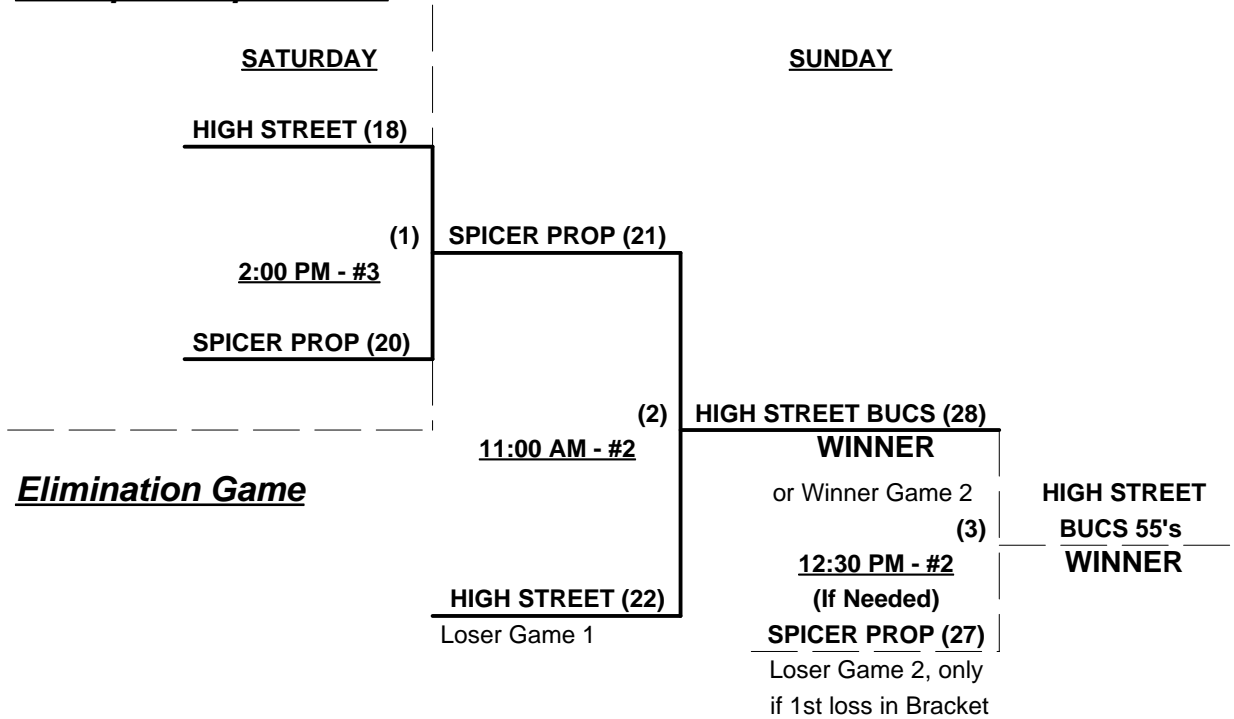 SATURDAY
SUNDAY
HIGH STREET (18)
(1)
SPICER PROP (21)
2:00 PM - #3
SPICER PROP (20)
(2)
HIGH STREET BUCS (28)
11:00 AM - #2
WINNER
Elimination Game
or Winner Game 2
HIGH STREET
(3)
BUCS 55's
12:30 PM - #2
WINNER
(If Needed)
HIGH STREET (22)
Loser Game 1
SPICER PROP (27)
Loser Game 2, only
if 1st loss in Bracket